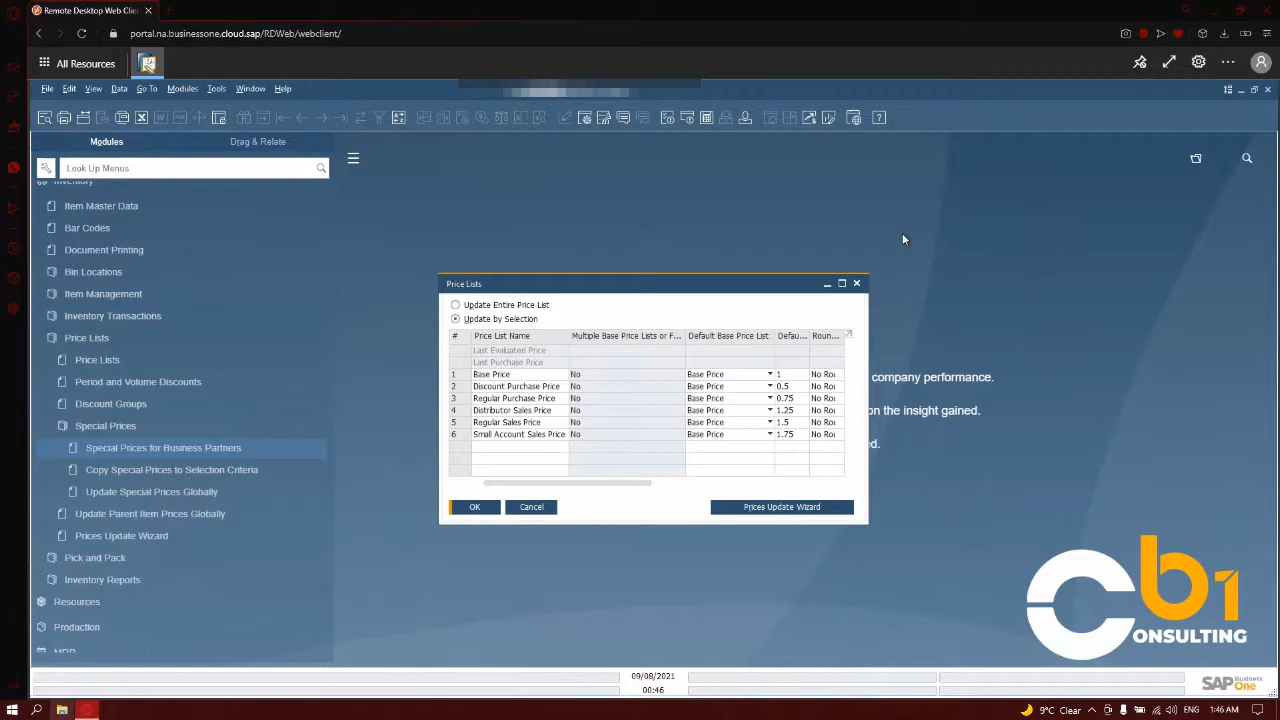 Remote Desktop Web Clie
portal.na.businessone.cloud.sap/RDWeb/webclient/
All Resources
File Edit View Data Go To Modules Tools Window Help
Modules Drag & Relate
Look Up Menus
Inventory
Item Master Data
Bar Codes
Document Printing
Bin Locations
Item Management
Inventory Transactions
Price Lists
Price Lists
Period and Volume Discounts
Discount Groups
Special Prices
Special Prices for Business Partners
Copy Special Prices to Selection Criteria
Update Special Prices Globally
Update Parent Item Prices Globally
Prices Update Wizard
Pick and Pack
Inventory Reports
Resources
Production
MRP
company performance.
on the insight gained.
ed.
Price Lists
Update Entire Price List
Update by Selection
# Price List Name Multiple Base Price Lists or F... Default Base Price List Defau... Roun...
Last Evaluated Price
Last Purchase Price
1 Base Price No Base Price 1 No Rou
2 Discount Purchase Price No Base Price 0.5 No Rou
3 Regular Purchase Price No Base Price 0.75 No Rou
4 Distributor Sales Price No Base Price 1.25 No Rou
5 Regular Sales Price No Base Price 1.5 No Rou
6 Small Account Sales Price No Base Price 1.75 No Rou
OK Cancel Prices Update Wizard
cb1
ONSULTING
09/08/2021
00:46
SAP Business One
9°C Clear ENG 1:46 AM